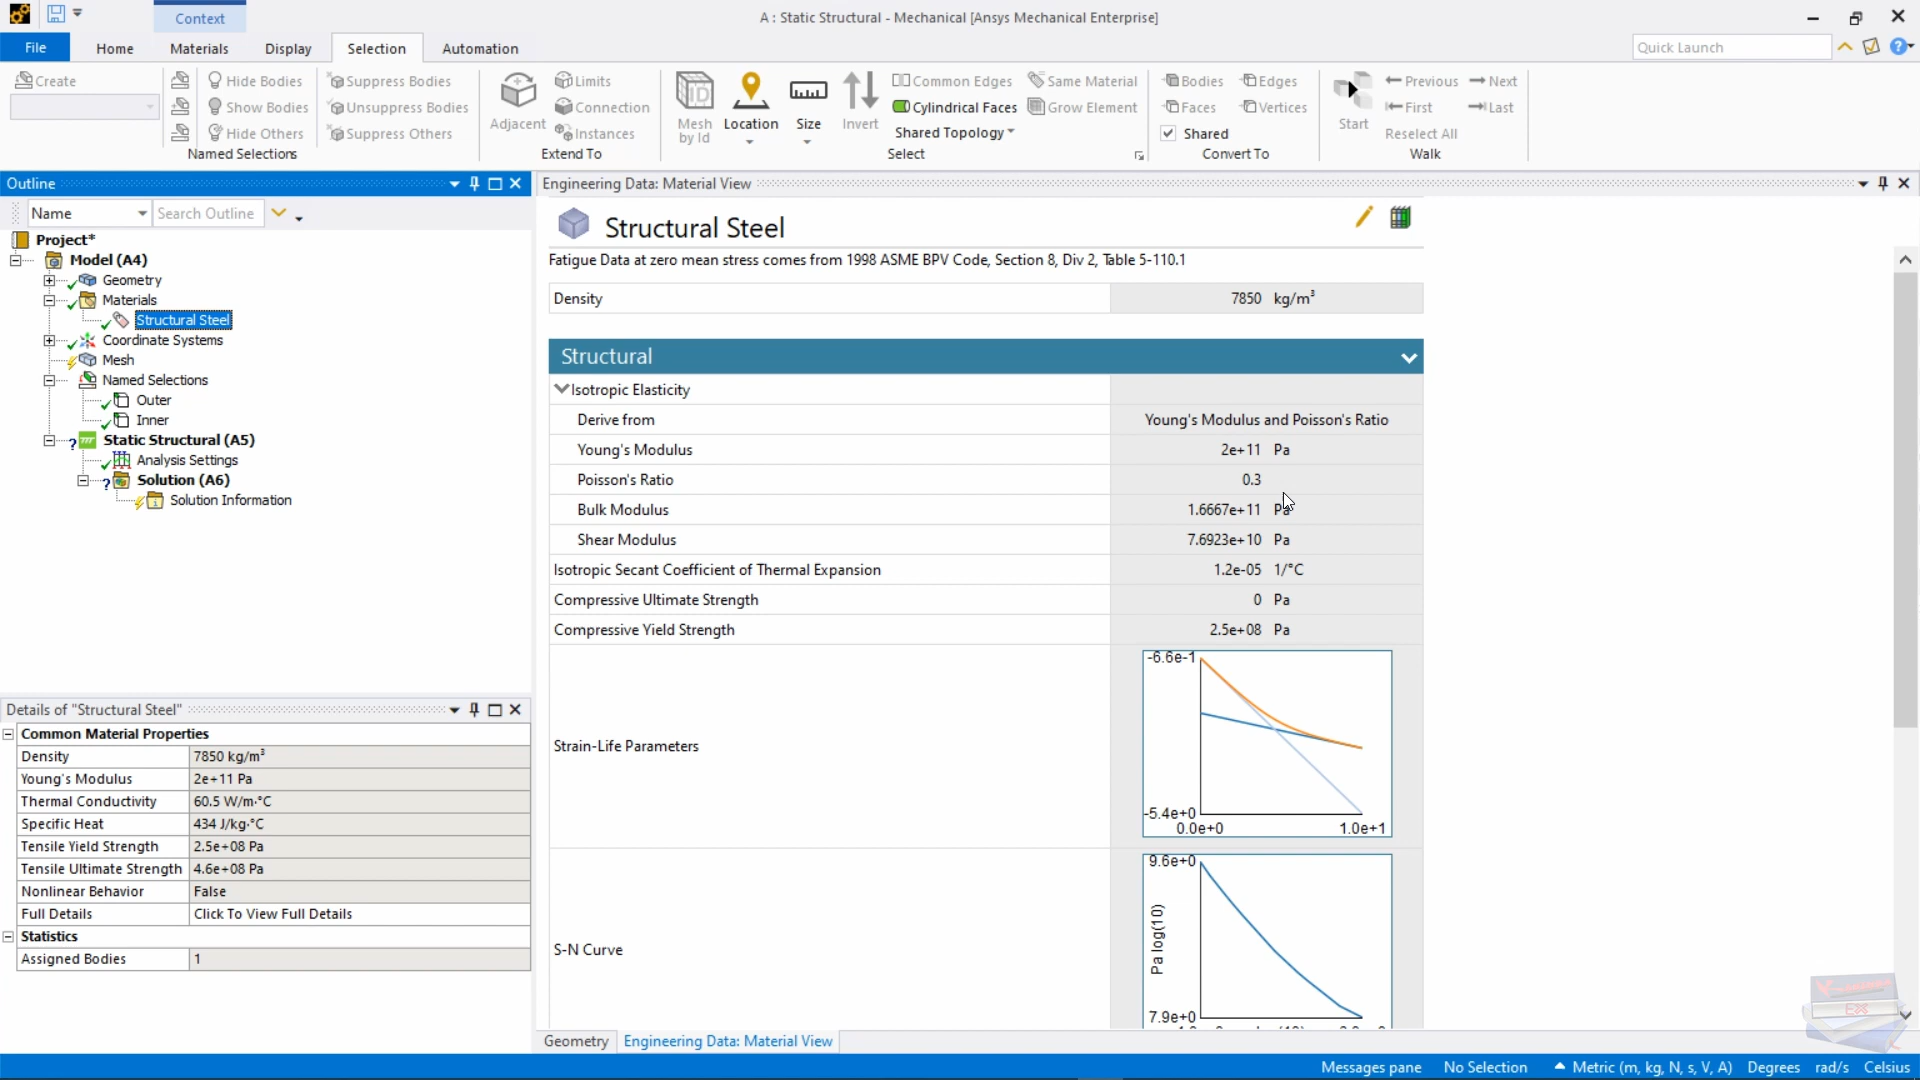 Context
A : Static Structural - Mechanical [Ansys Mechanical Enterprise]
File Home Materials Display Selection Automation
Quick Launch
Create
Hide Bodies
Show Bodies
Hide Others
Named Selections
Suppress Bodies
Unsuppress Bodies
Suppress Others
Adjacent
Limits
Connection
Instances
Extend To
Mesh
by Id
Location
Size
Invert
Common Edges
Cylindrical Faces
Shared Topology
Same Material
Grow Element
Select
Bodies Edges
Faces Vertices
Shared
Convert To
Start
Previous Next
First Last
Reselect All
Walk
Outline
Name Search Outline
Project*
Model (A4)
Geometry
Materials
Structural Steel
Coordinate Systems
Mesh
Named Selections
Outer
Inner
Static Structural (A5)
Analysis Settings
Solution (A6)
Solution Information
Details of "Structural Steel"
Common Material Properties
Density 7850 kg/m³
Young's Modulus 2e+11 Pa
Thermal Conductivity 60.5 W/m·°C
Specific Heat 434 J/kg·°C
Tensile Yield Strength 2.5e+08 Pa
Tensile Ultimate Strength 4.6e+08 Pa
Nonlinear Behavior False
Full Details Click To View Full Details
Statistics
Assigned Bodies 1
Engineering Data: Material View
Structural Steel
Fatigue Data at zero mean stress comes from 1998 ASME BPV Code, Section 8, Div 2, Table 5-110.1
Density 7850 kg/m³
Structural
Isotropic Elasticity
Derive from Young's Modulus and Poisson's Ratio
Young's Modulus 2e+11 Pa
Poisson's Ratio 0.3
Bulk Modulus 1.6667e+11 Pa
Shear Modulus 7.6923e+10 Pa
Isotropic Secant Coefficient of Thermal Expansion 1.2e-05 1/°C
Compressive Ultimate Strength 0 Pa
Compressive Yield Strength 2.5e+08 Pa
Strain-Life Parameters
-6.6e-1
-5.4e+0
0.0e+0 1.0e+1
S-N Curve
9.6e+0
Pa log(10)
7.9e+0
Geometry Engineering Data: Material View
Messages pane No Selection Metric (m, kg, N, s, V, A) Degrees rad/s Celsius